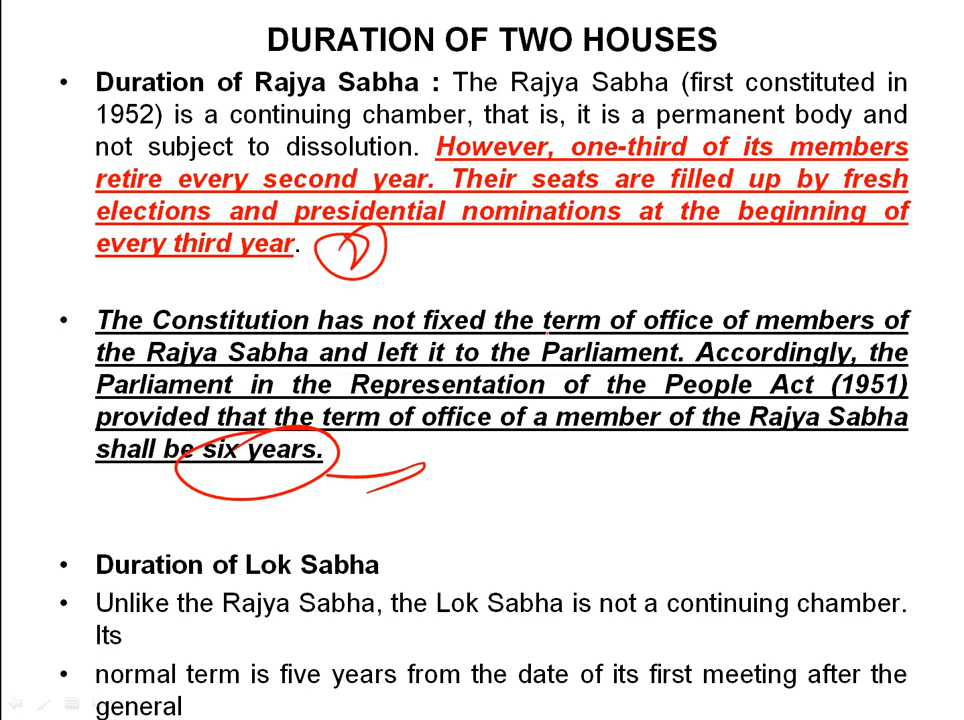 DURATION OF TWO HOUSES
• Duration of Rajya Sabha : The Rajya Sabha (first constituted in
1952) is a continuing chamber, that is, it is a permanent body and
not subject to dissolution. However, one-third of its members
retire every second year. Their seats are filled up by fresh
elections and presidential nominations at the beginning of
every third year.
• The Constitution has not fixed the term of office of members of
the Rajya Sabha and left it to the Parliament. Accordingly, the
Parliament in the Representation of the People Act (1951)
provided that the term of office of a member of the Rajya Sabha
shall be six years.
• Duration of Lok Sabha
• Unlike the Rajya Sabha, the Lok Sabha is not a continuing chamber.
Its
• normal term is five years from the date of its first meeting after the
general